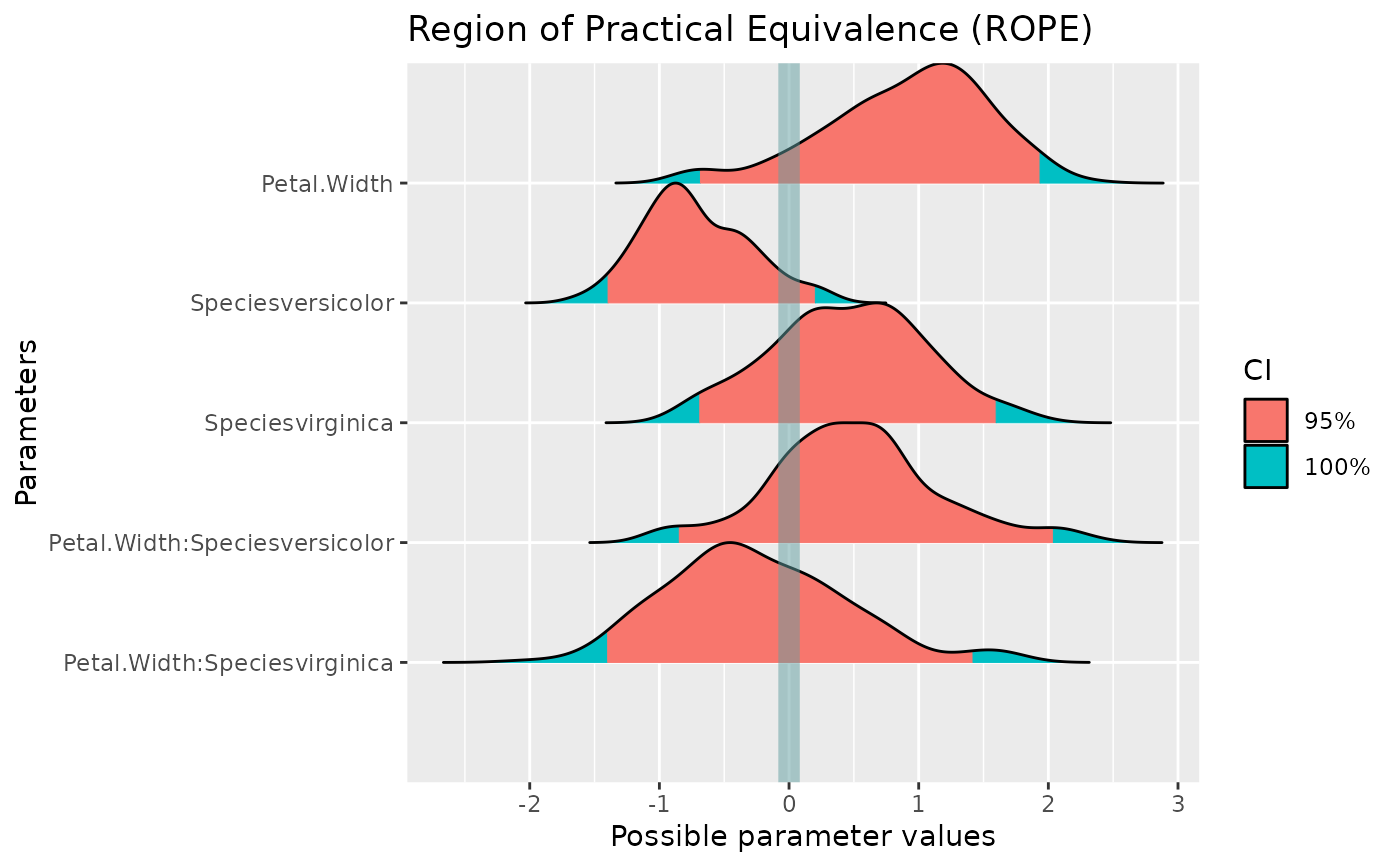 Region of Practical Equivalence (ROPE)
Parameters
Petal.Width
Speciesversicolor
Speciesvirginica
Petal.Width:Speciesversicolor
Petal.Width:Speciesvirginica
-2 -1 0 1 2 3
Possible parameter values
CI
95%
100%